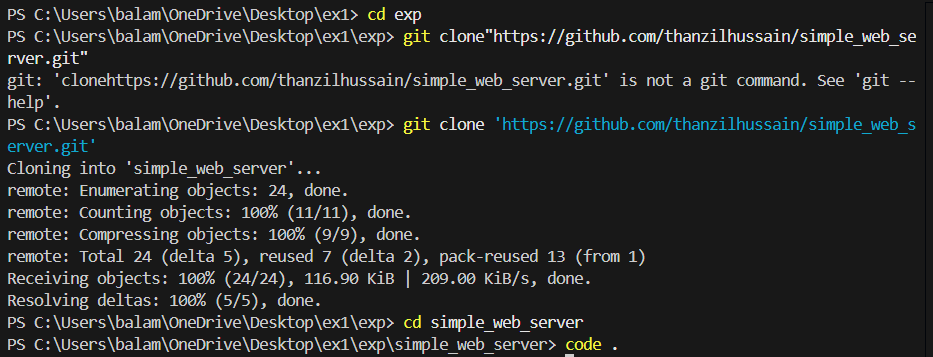 PS C:\Users\balam\OneDrive\Desktop\ex1> cd exp
PS C:\Users\balam\OneDrive\Desktop\ex1\exp> git clone"https://github.com/thanzilhussain/simple_web_se
rver.git"
git: 'clonehttps://github.com/thanzilhussain/simple_web_server.git' is not a git command. See 'git --
help'.
PS C:\Users\balam\OneDrive\Desktop\ex1\exp> git clone 'https://github.com/thanzilhussain/simple_web_s
erver.git'
Cloning into 'simple_web_server'...
remote: Enumerating objects: 24, done.
remote: Counting objects: 100% (11/11), done.
remote: Compressing objects: 100% (9/9), done.
remote: Total 24 (delta 5), reused 7 (delta 2), pack-reused 13 (from 1)
Receiving objects: 100% (24/24), 116.90 KiB | 209.00 KiB/s, done.
Resolving deltas: 100% (5/5), done.
PS C:\Users\balam\OneDrive\Desktop\ex1\exp> cd simple_web_server
PS C:\Users\balam\OneDrive\Desktop\ex1\exp\simple_web_server> code .